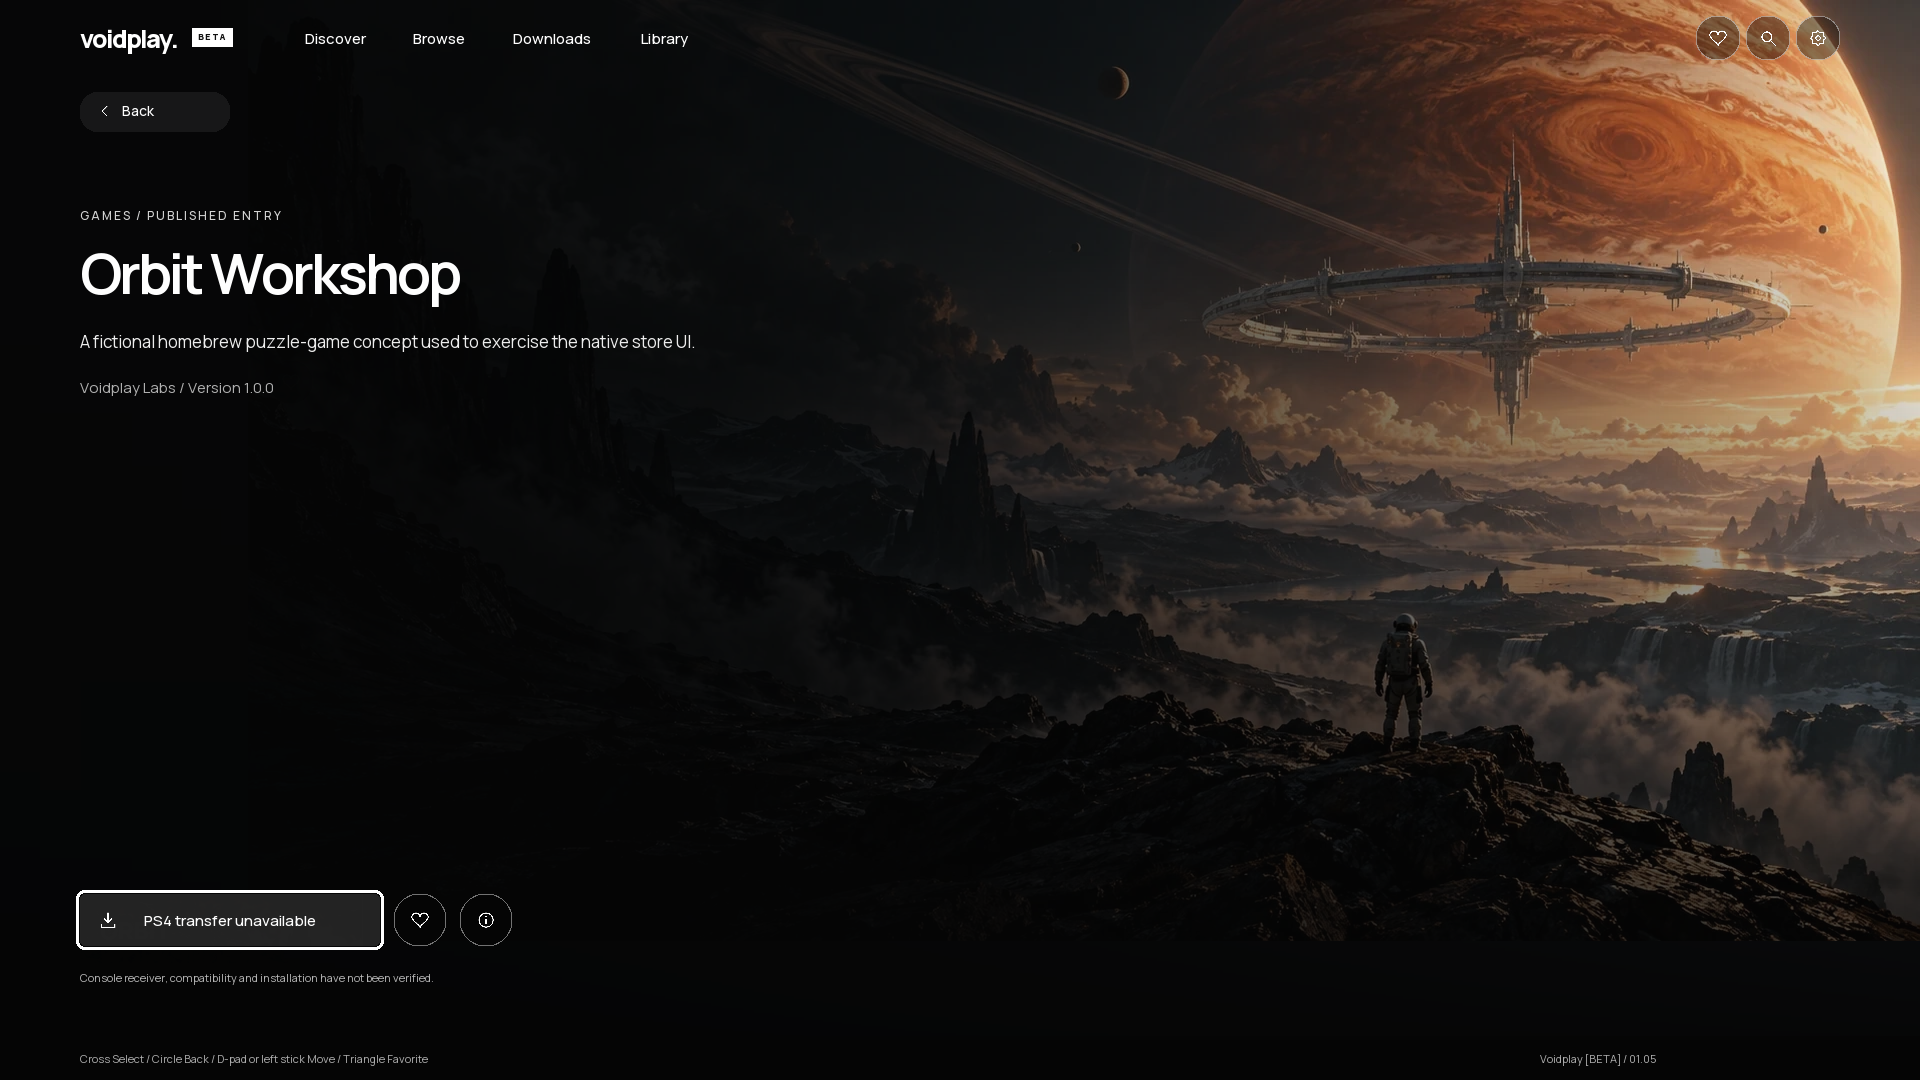 voidplay. BETA Discover Browse Downloads Library
Back
GAMES / PUBLISHED ENTRY
Orbit Workshop
A fictional homebrew puzzle-game concept used to exercise the native store UI.
Voidplay Labs / Version 1.0.0
PS4 transfer unavailable
Console receiver, compatibility and installation have not been verified.
Cross Select / Circle Back / D-pad or left stick Move / Triangle Favorite
Voidplay [BETA] / 01.05